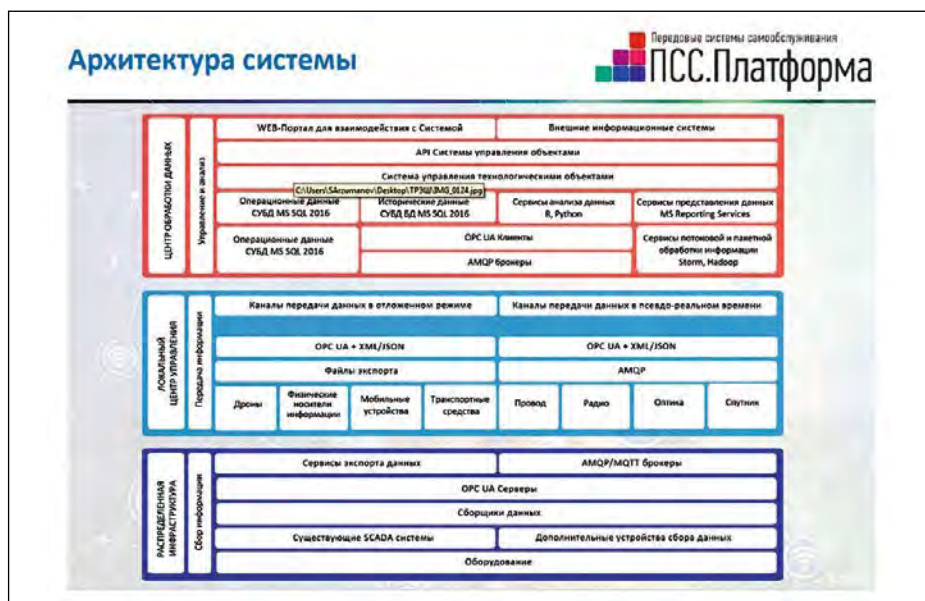 Архитектура системы
Передовые системы самообслуживания
ПСС.Платформа
ЦЕНТР ОБРАБОТКИ ДАННЫХ
Управление и анализ
WEB-Портал для взаимодействия с Системой
Внешние информационные системы
API Системы управления объектами
Система управления технологическими объектами
C:\Users\SArzumanov\Desktop\ТРЭШ\IMG_0124.jpg
Операционные данные
СУБД MS SQL 2016
Исторические данные
СУБД БД MS SQL 2016
Сервисы анализа данных
R, Python
Сервисы представления данных
MS Reporting Services
Операционные данные
СУБД MS SQL 2016
OPC UA Клиенты
AMQP брокеры
Сервисы потоковой и пакетной
обработки информации
Storm, Hadoop
ЛОКАЛЬНЫЙ
ЦЕНТР УПРАВЛЕНИЯ
Передача информации
Каналы передачи данных в отложенном режиме
Каналы передачи данных в псевдо-реальном времени
OPC UA + XML/JSON
OPC UA + XML/JSON
Файлы экспорта
AMQP
Дроны
Физические
носители
информации
Мобильные
устройства
Транспортные
средства
Провод
Радио
Оптика
Спутник
РАСПРЕДЕЛЕННАЯ
ИНФРАСТРУКТУРА
Сбор информации
Сервисы экспорта данных
AMQP/MQTT брокеры
OPC UA Серверы
Сборщики данных
Существующие SCADA системы
Дополнительные устройства сбора данных
Оборудование